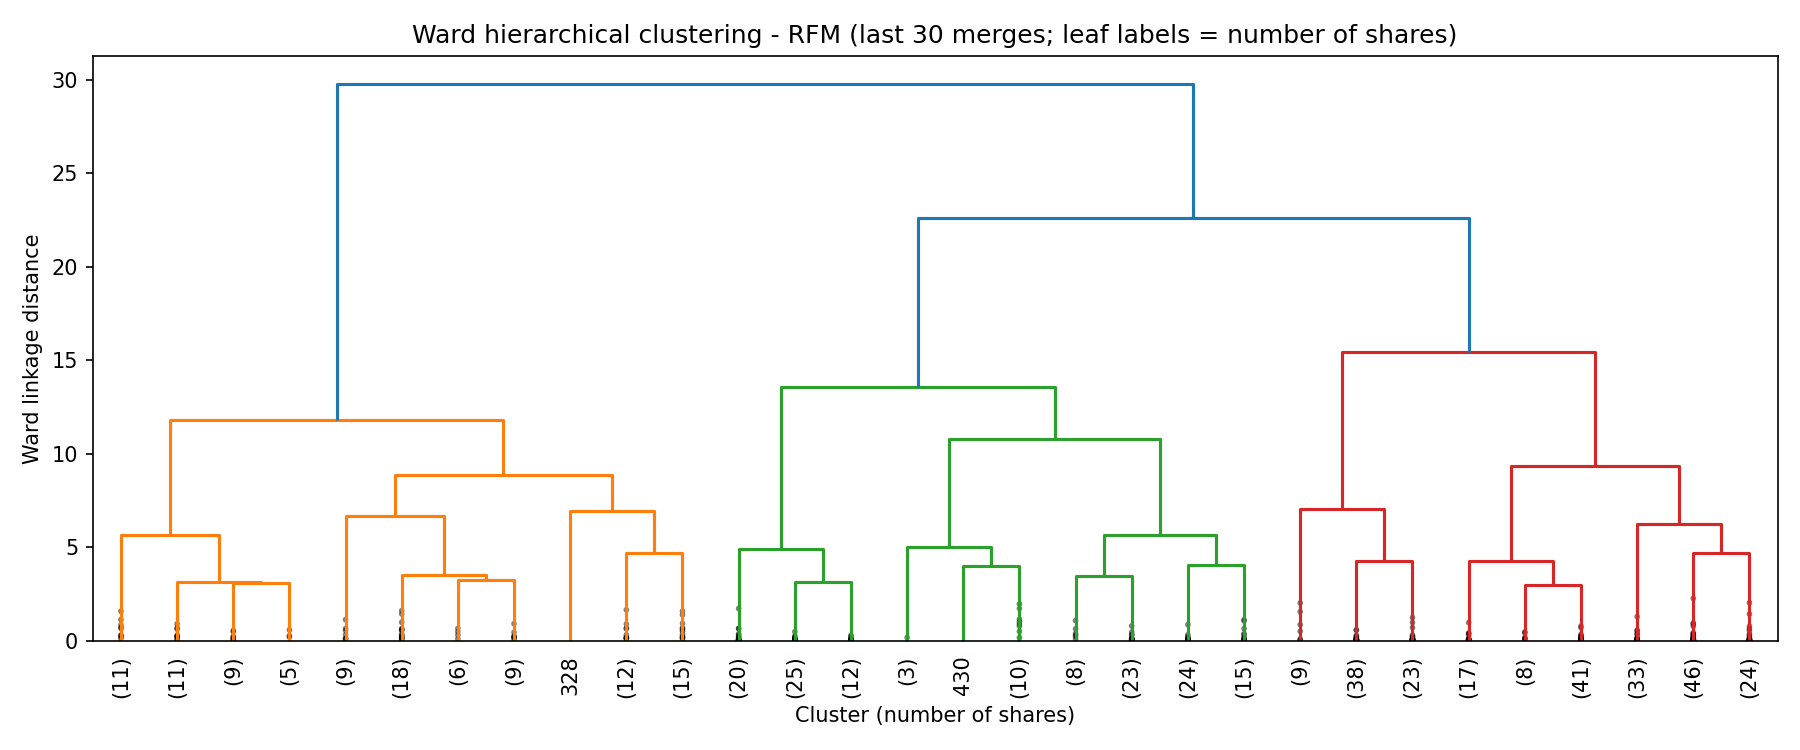 Ward hierarchical clustering - RFM (last 30 merges; leaf labels = number of shares)
Ward linkage distance
30
25
20
15
10
5
0
(11) (11) (9) (5) (9) (18) (6) (9) 328 (12) (15) (20) (25) (12) (3) 430 (10) (8) (23) (24) (15) (9) (38) (23) (17) (8) (41) (33) (46) (24)
Cluster (number of shares)